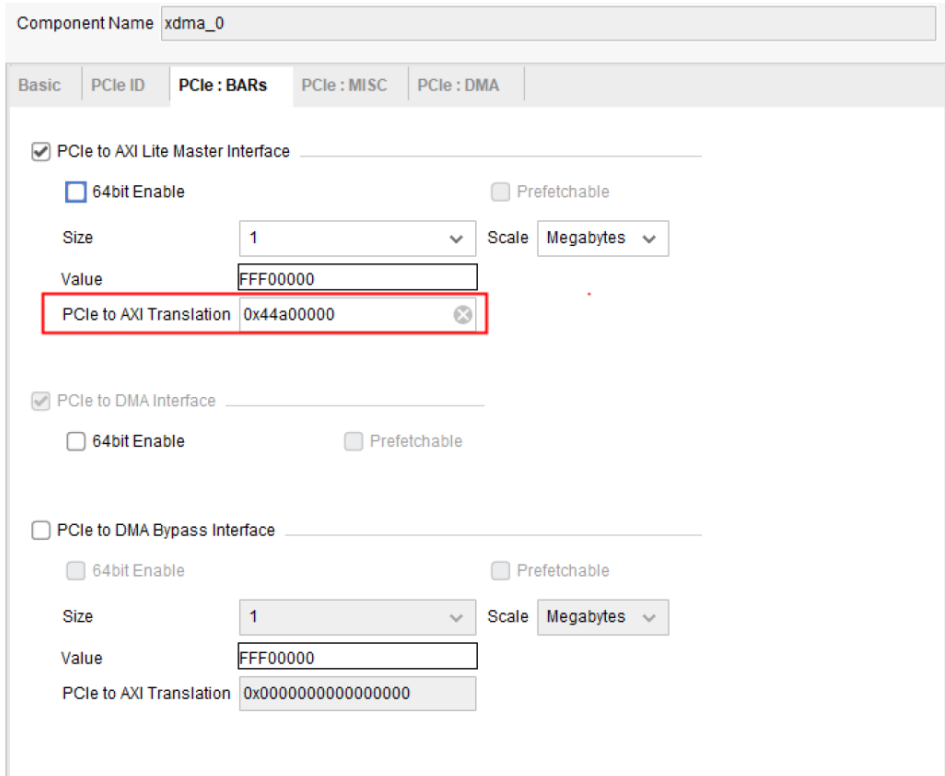 Component Name xdma_0
Basic PCIe ID PCIe : BARs PCIe : MISC PCIe : DMA
PCIe to AXI Lite Master Interface
64bit Enable Prefetchable
Size 1 Scale Megabytes
Value FFF00000
PCIe to AXI Translation 0x44a00000
PCIe to DMA Interface
64bit Enable Prefetchable
PCIe to DMA Bypass Interface
64bit Enable Prefetchable
Size 1 Scale Megabytes
Value FFF00000
PCIe to AXI Translation 0x0000000000000000